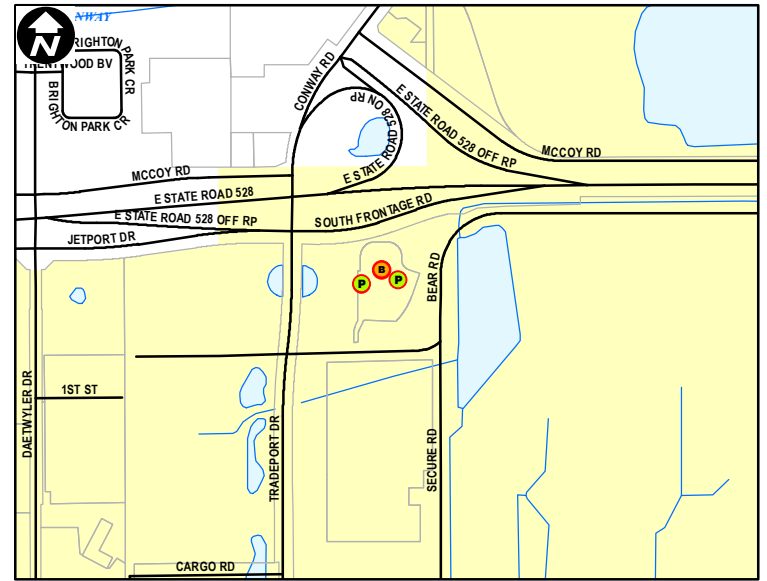 N
NWAY
RIGHTON
TRENTWOOD BV
PARK CR
BRIGHTON PARK CR
CONWAY RD
E STATE ROAD 528 ON RP
E STATE ROAD 528 OFF RP
MCCOY RD
MCCOY RD
E STATE ROAD 528
E STATE ROAD 528 OFF RP
SOUTH FRONTAGE RD
JETPORT DR
BEAR RD
B
P
P
1ST ST
DAETWYLER DR
TRADEPORT DR
SECURE RD
CARGO RD